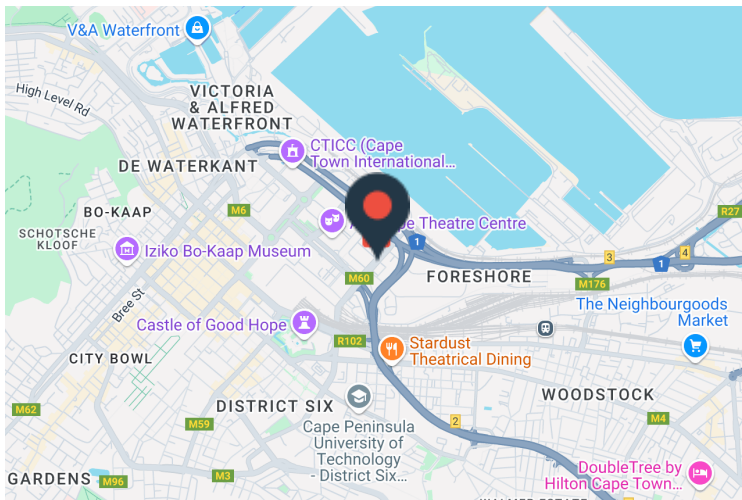 V&A Waterfront
High Level Rd
VICTORIA
& ALFRED
WATERFRONT
CTICC (Cape
Town International...
DE WATERKANT
BO-KAAP
M6
R27
SCHOTSCHE
KLOOF
Theatre Centre
1
Iziko Bo-Kaap Museum
3
4
1
M60
FORESHORE
M176
Bree St
The Neighbourgoods
Market
Castle of Good Hope
R102
Stardust
Theatrical Dining
CITY BOWL
WOODSTOCK
M62
DISTRICT SIX
M59
2
M4
Cape Peninsula
University of
Technology
- District Six...
GARDENS
M96
M3
DoubleTree by
Hilton Cape Town...